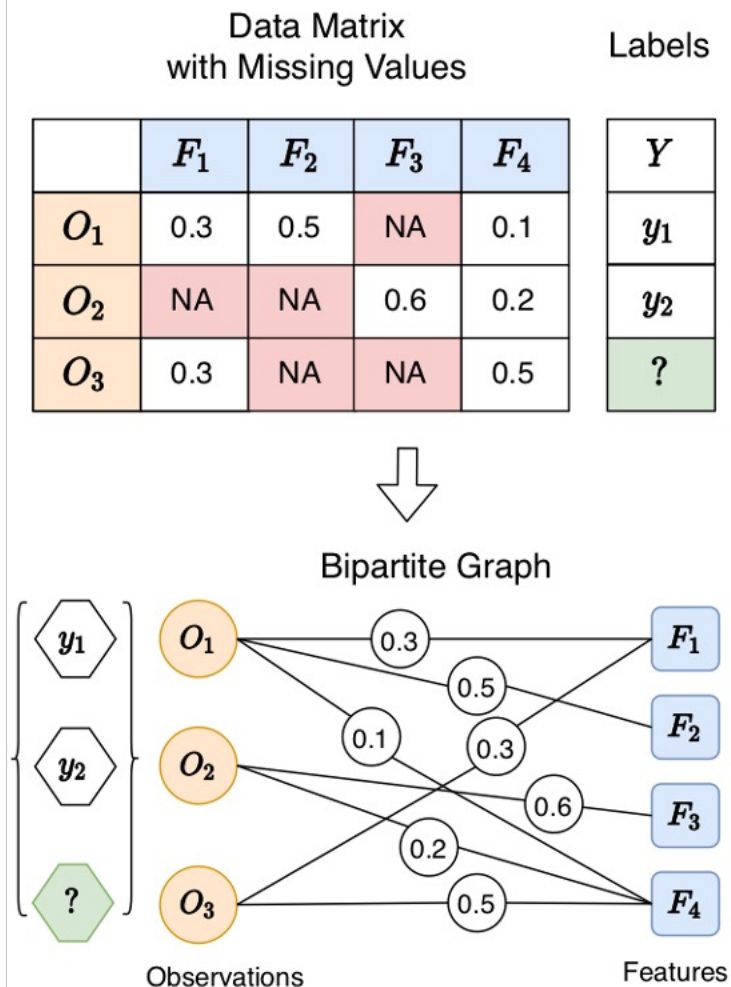 Data Matrix
with Missing Values
Labels
F₁ F₂ F₃ F₄ Y
O₁ 0.3 0.5 NA 0.1 y₁
O₂ NA NA 0.6 0.2 y₂
O₃ 0.3 NA NA 0.5 ?
Bipartite Graph
y₁ O₁ 0.3 F₁
0.5
F₂
0.1 0.3
y₂ O₂
0.6 F₃
0.2
? O₃ 0.5 F₄
Observations Features